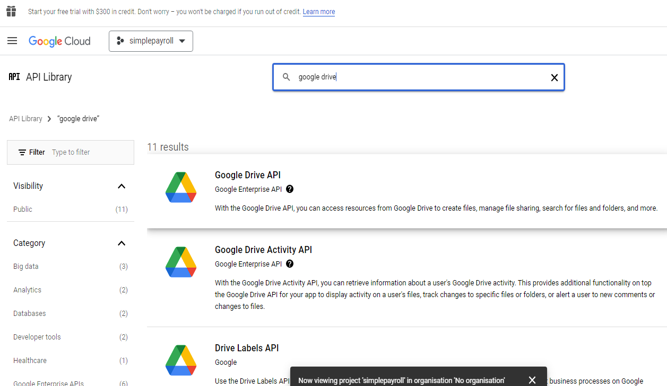 Start your free trial with $300 in credit. Don't worry – you won't be charged if you run out of credit. Learn more
Google Cloud simplepayroll
API API Library google drive
API Library "google drive"
Filter Type to filter
11 results
Visibility
Public (11)
Category
Big data (3)
Analytics (2)
Databases (2)
Developer tools (2)
Healthcare (1)
Google Enterprise APIs (6)
Google Drive API
Google Enterprise API
With the Google Drive API, you can access resources from Google Drive to create files, manage file sharing, search for files and folders, and more.
Google Drive Activity API
Google Enterprise API
With the Google Drive Activity API, you can retrieve information about a user's Google Drive activity. This provides additional functionality on top
the Google Drive API for your app to display activity on a user's files, track changes to specific files or folders, or alert a user to new comments or
changes to files.
Drive Labels API
Google
Use the Drive Labels API business processes on Google
Now viewing project 'simplepayroll' in organisation 'No organisation'